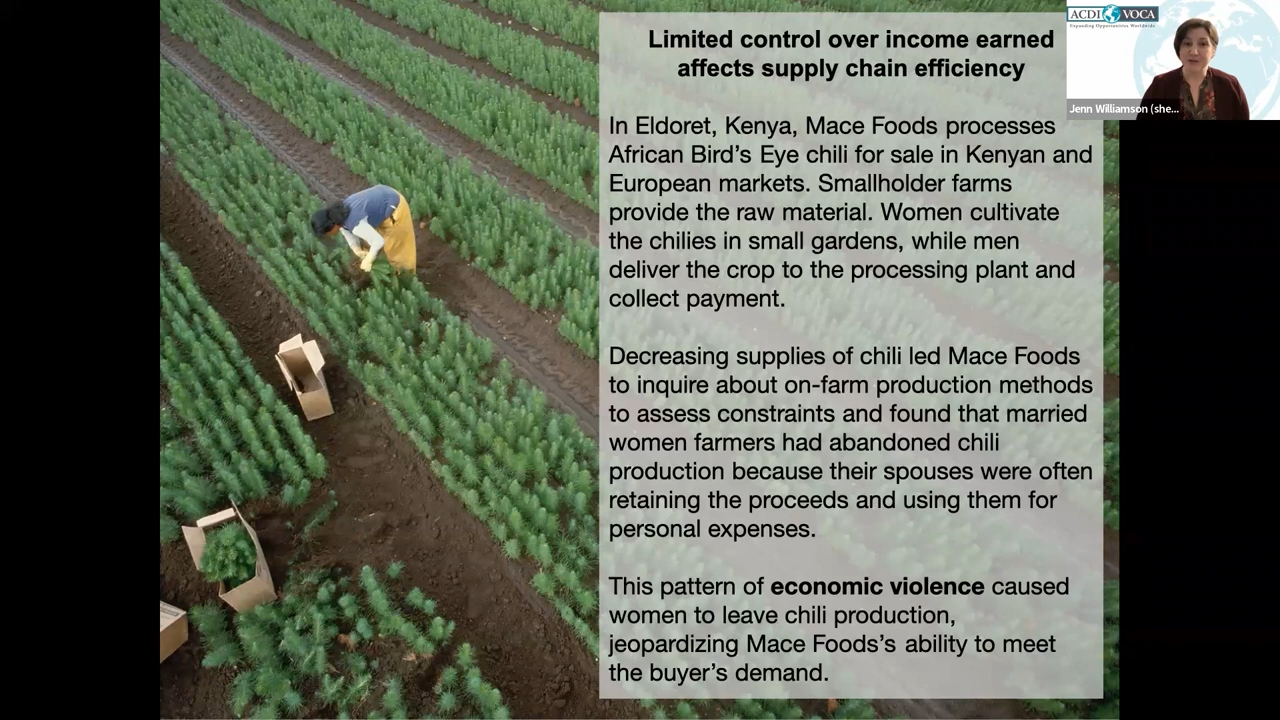 Limited control over income earned
affects supply chain efficiency
In Eldoret, Kenya, Mace Foods processes
African Bird’s Eye chili for sale in Kenyan and
European markets. Smallholder farms
provide the raw material. Women cultivate
the chilies in small gardens, while men
deliver the crop to the processing plant and
collect payment.
Decreasing supplies of chili led Mace Foods
to inquire about on-farm production methods
to assess constraints and found that married
women farmers had abandoned chili
production because their spouses were often
retaining the proceeds and using them for
personal expenses.
This pattern of economic violence caused
women to leave chili production,
jeopardizing Mace Foods’s ability to meet
the buyer’s demand.
ACDI VOCA
Expanding Opportunities Worldwide
Jenn Williamson (she...